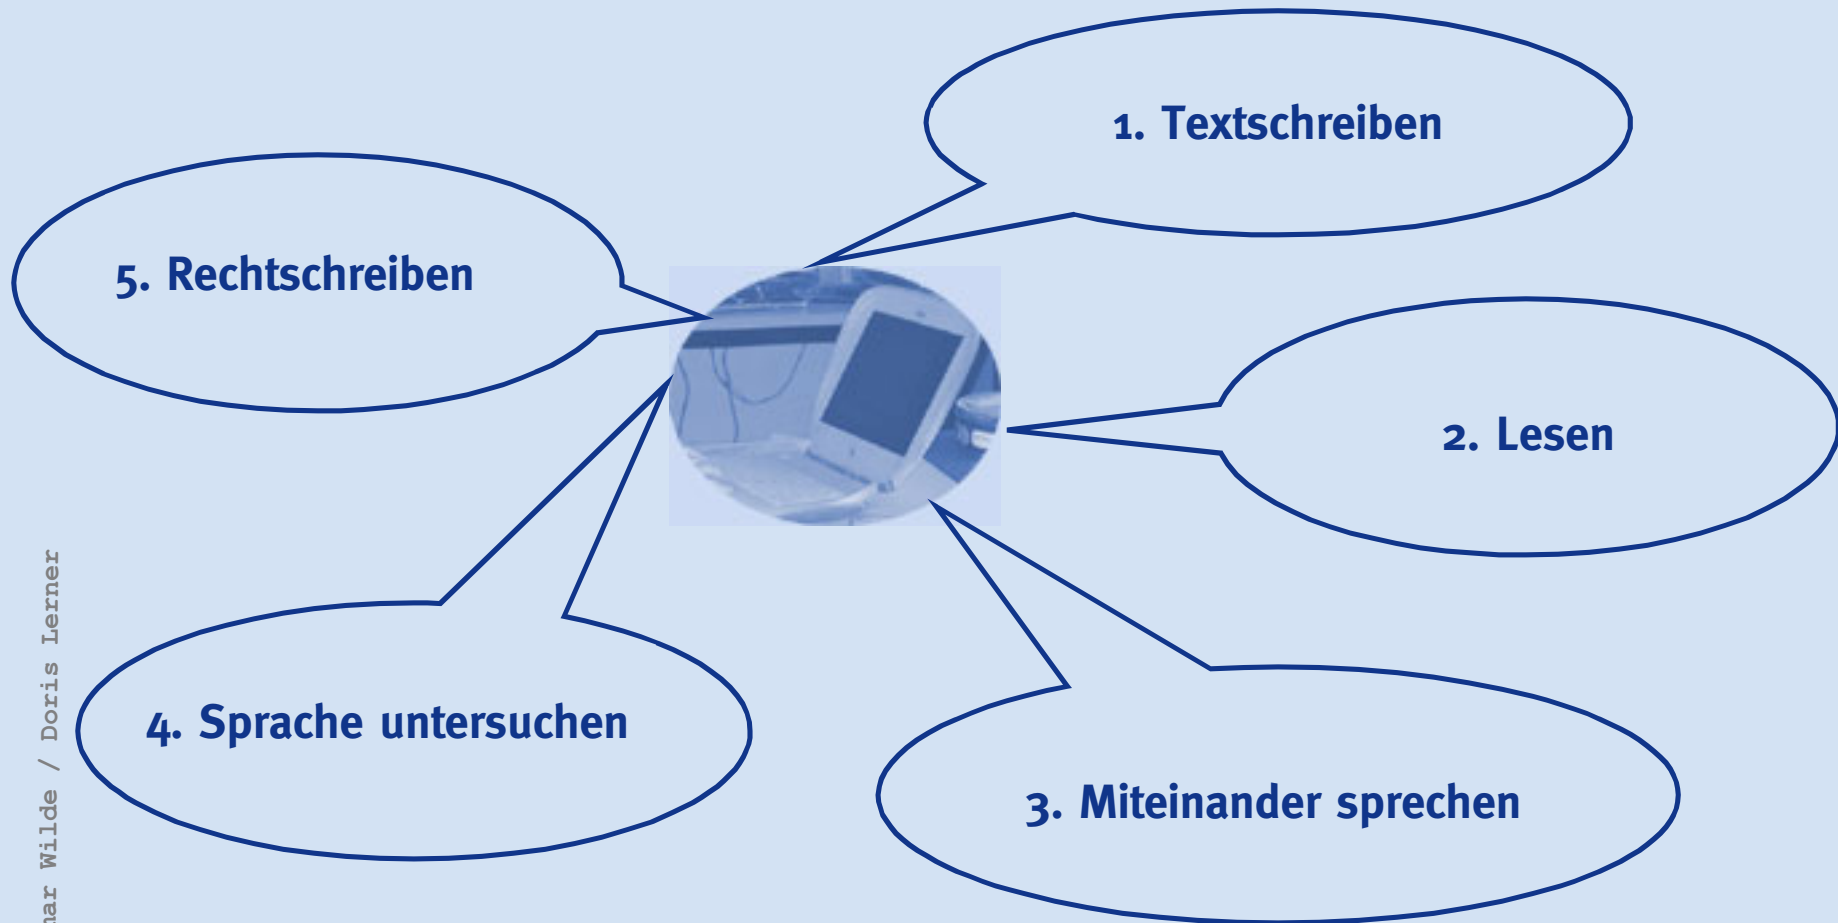 1. Textschreiben
2. Lesen
3. Miteinander sprechen
4. Sprache untersuchen
5. Rechtschreiben
Wilde / Doris Lerner